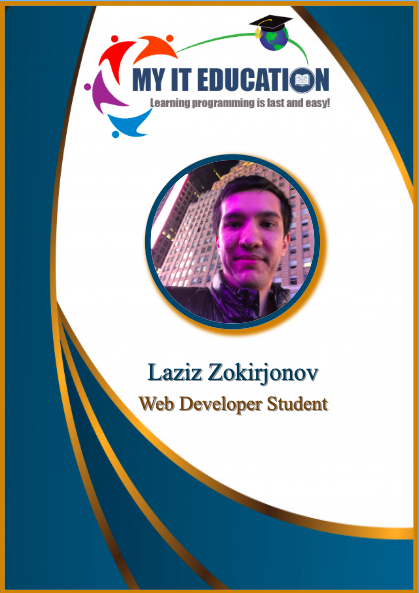 MY IT EDUCATION
Learning programming is fast and easy!
Laziz Zokirjonov
Web Developer Student